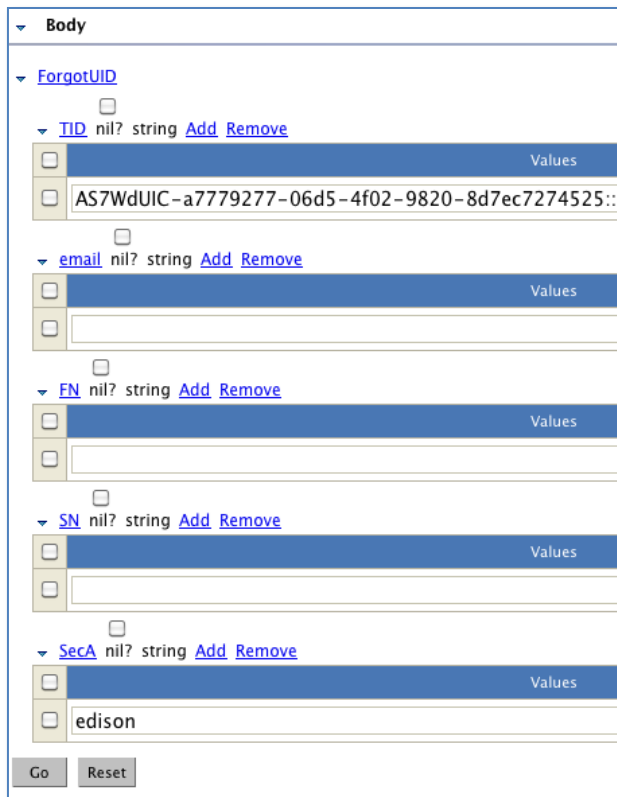 Body
ForgotUID
TID nil? string Add Remove
Values
AS7WdUIC-a7779277-06d5-4f02-9820-8d7ec7274525::
email nil? string Add Remove
Values
FN nil? string Add Remove
Values
SN nil? string Add Remove
Values
SecA nil? string Add Remove
Values
edison
Go Reset